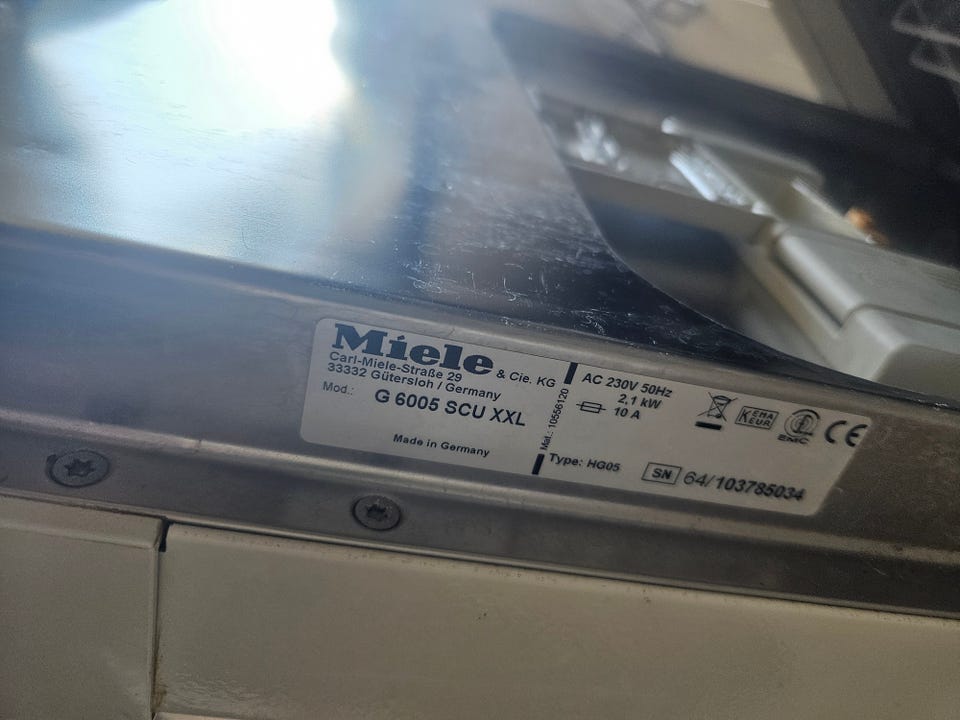 Miele & Cie. KG
Carl-Miele-Straße 29
33332 Gütersloh / Germany
Mod.: G 6005 SCU XXL
Made in Germany
Mat.: 10556120
AC 230V 50Hz
2,1 kW
10 A
Type: HG05
KEMA
KEUR
EMC
CE
SN 64/103785034